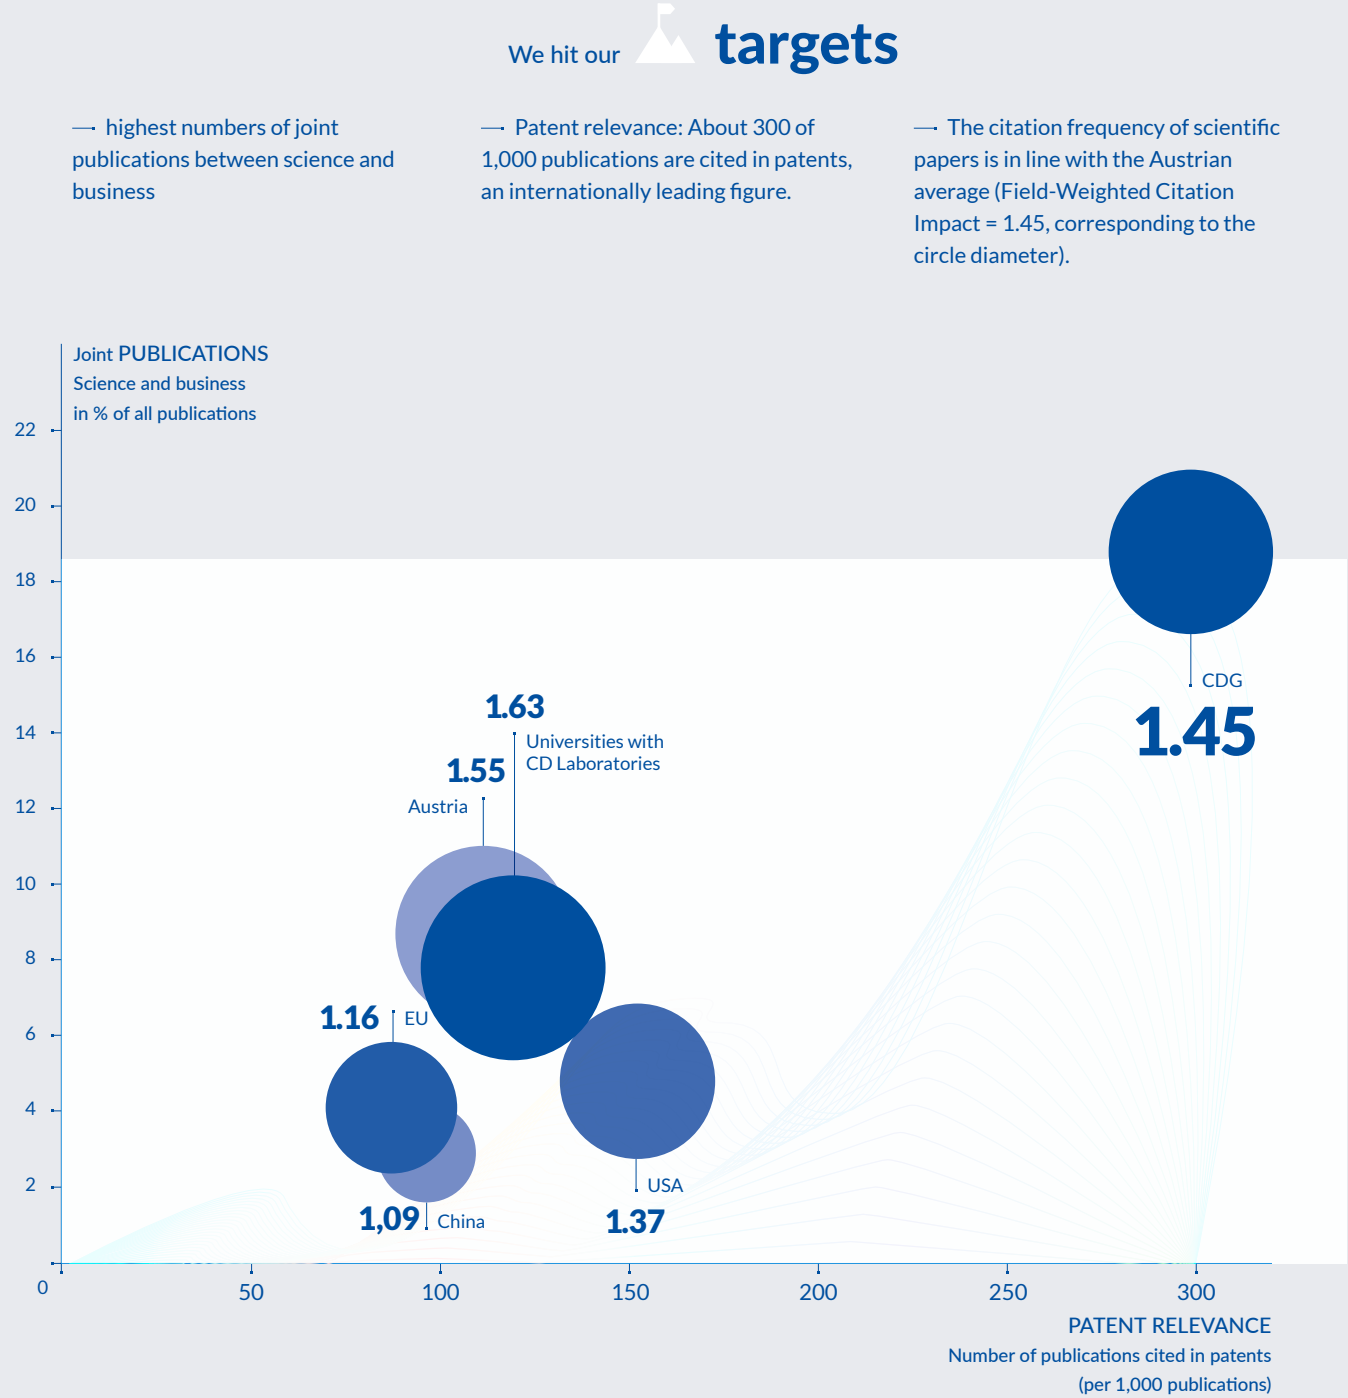 We hit our targets
highest numbers of joint
publications between science and
business
Patent relevance: About 300 of
1,000 publications are cited in patents,
an internationally leading figure.
The citation frequency of scientific
papers is in line with the Austrian
average (Field-Weighted Citation
Impact = 1.45, corresponding to the
circle diameter).
Joint PUBLICATIONS
Science and business
in % of all publications
22
20
18
16
14
12
10
8
6
4
2
0
CDG
1.45
1.63
Universities with
CD Laboratories
1.55
Austria
1.16 EU
USA
1.37
1,09 China
50
100
150
200
250
300
PATENT RELEVANCE
Number of publications cited in patents
(per 1,000 publications)